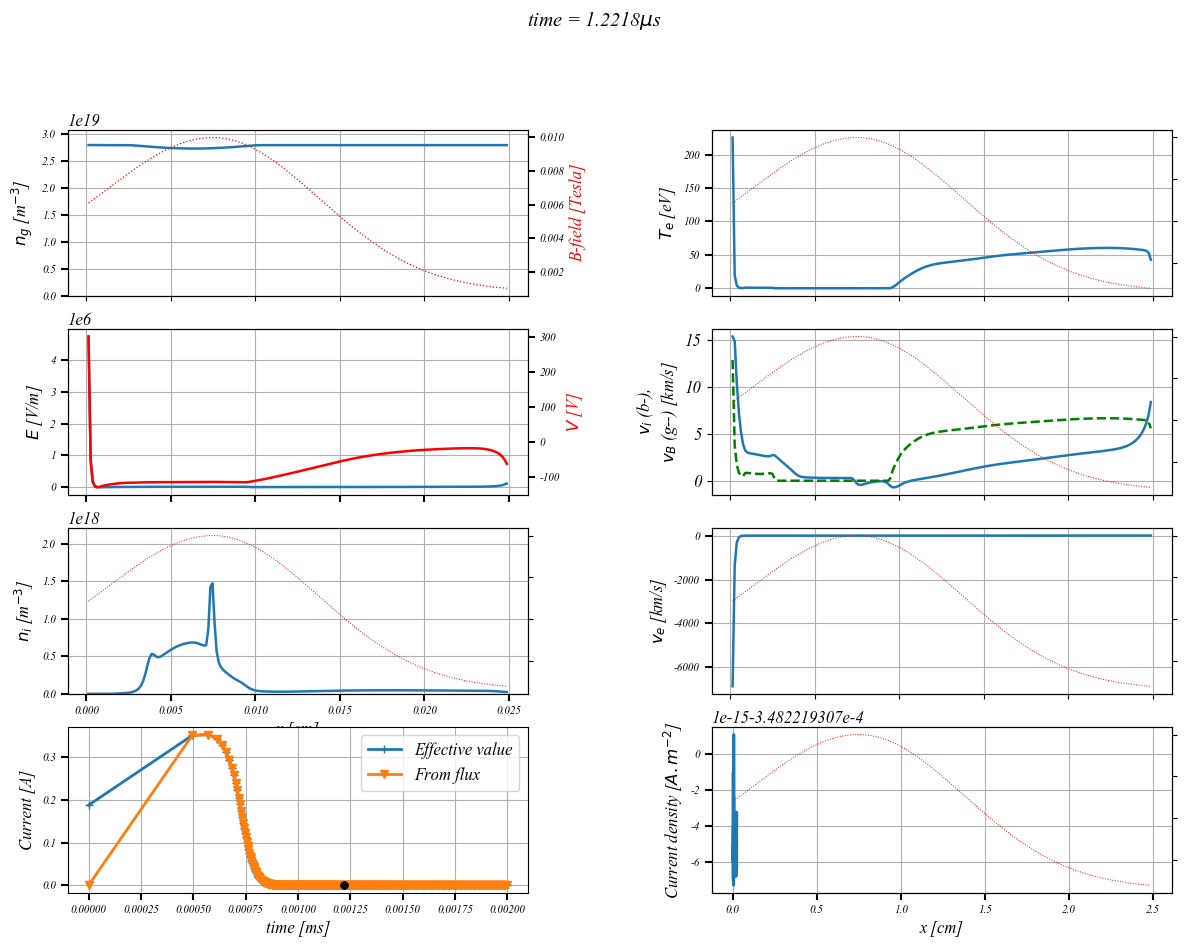 time = 1.2218μs
1e19
3.0
2.5
2.0
1.5
1.0
0.5
0.0
n_g [m^{-3}]
0.010
0.008
0.006
0.004
0.002
B-field [Tesla]
200
150
100
50
0
T_e [eV]
1e6
4
3
2
1
0
E [V/m]
300
200
100
0
-100
V [V]
15
10
5
0
v_i (b-),
v_B (g--) [km/s]
1e18
2.0
1.5
1.0
0.5
0.0
n_i [m^{-3}]
0.000 0.005 0.010 0.015 0.020 0.025
0
-2000
-4000
-6000
v_e [km/s]
0.3
0.2
0.1
0.0
Current [A]
Effective value
From flux
0.00000 0.00025 0.00050 0.00075 0.00100 0.00125 0.00150 0.00175 0.00200
time [ms]
1e-15-3.482219307e-4
0
-2
-4
-6
Current density [A.m^{-2}]
0.0 0.5 1.0 1.5 2.0 2.5
x [cm]